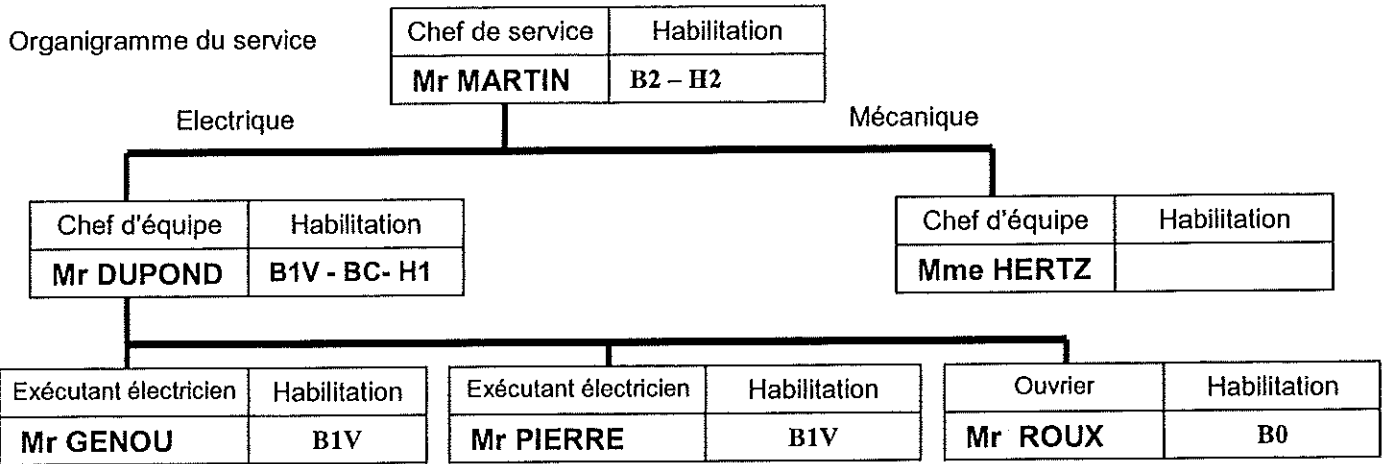 Organigramme du service
Chef de service Habilitation
Mr MARTIN B2 – H2
Electrique
Mécanique
Chef d'équipe Habilitation
Mr DUPOND B1V - BC- H1
Chef d'équipe Habilitation
Mme HERTZ
Exécutant électricien Habilitation
Mr GENOU B1V
Exécutant électricien Habilitation
Mr PIERRE B1V
Ouvrier Habilitation
Mr ROUX B0